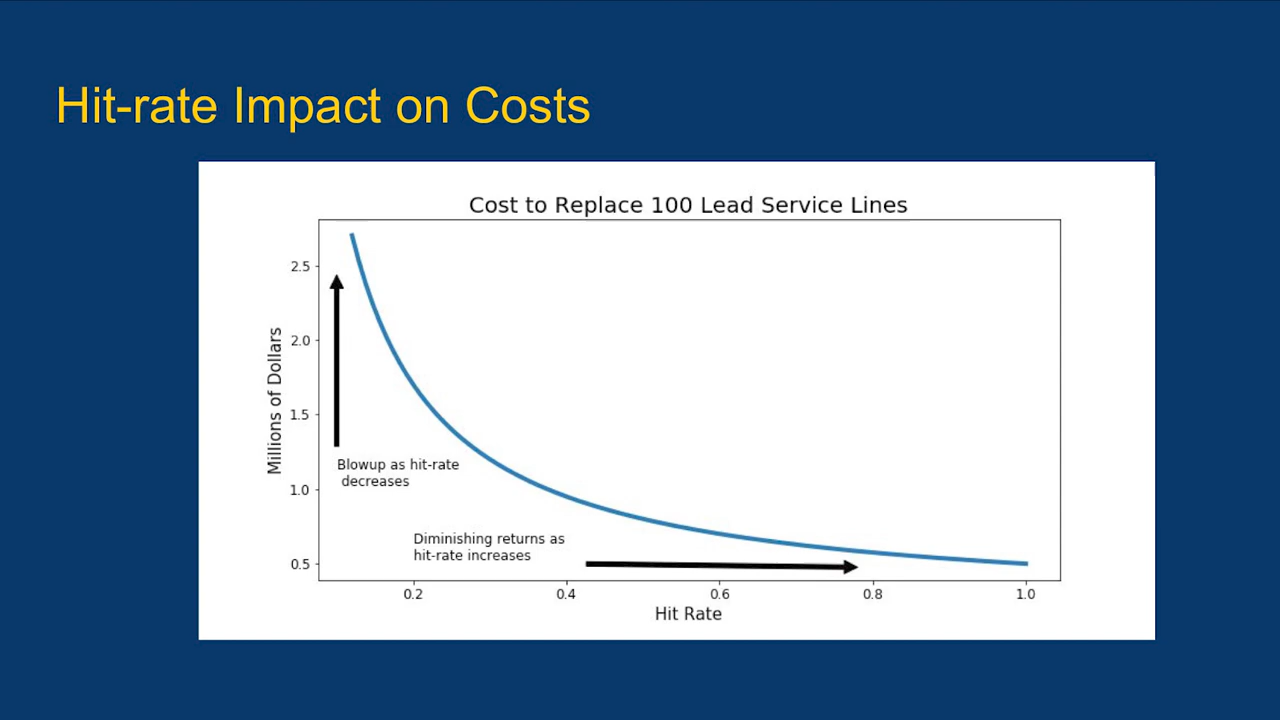 Hit-rate Impact on Costs
Cost to Replace 100 Lead Service Lines
Millions of Dollars
2.5
2.0
1.5
1.0
0.5
Blowup as hit-rate
decreases
Diminishing returns as
hit-rate increases
0.2 0.4 0.6 0.8 1.0
Hit Rate